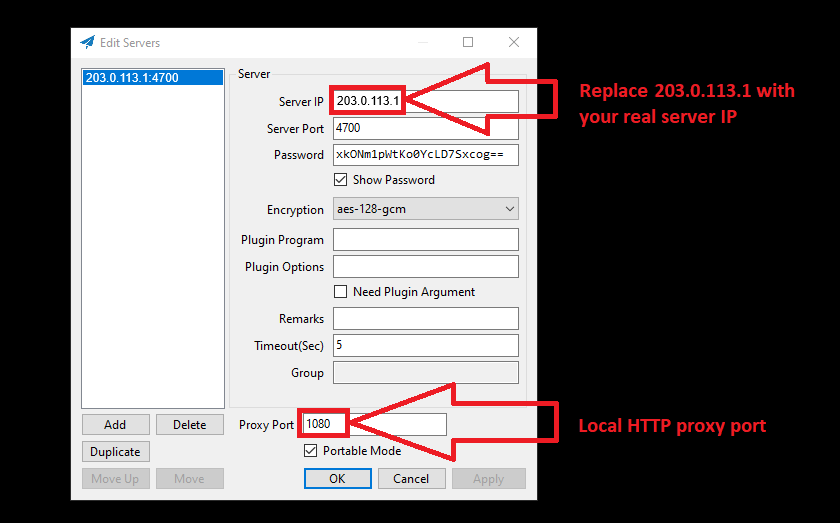 Edit Servers
203.0.113.1:4700
Server
Server IP 203.0.113.1
Server Port 4700
Password xkONm1pWtKo0YcLD7Sxcog==
Show Password
Encryption aes-128-gcm
Plugin Program
Plugin Options
Need Plugin Argument
Remarks
Timeout(Sec) 5
Group
Add Delete
Duplicate
Move Up Move
Proxy Port 1080
Portable Mode
OK Cancel Apply
Replace 203.0.113.1 with
your real server IP
Local HTTP proxy port